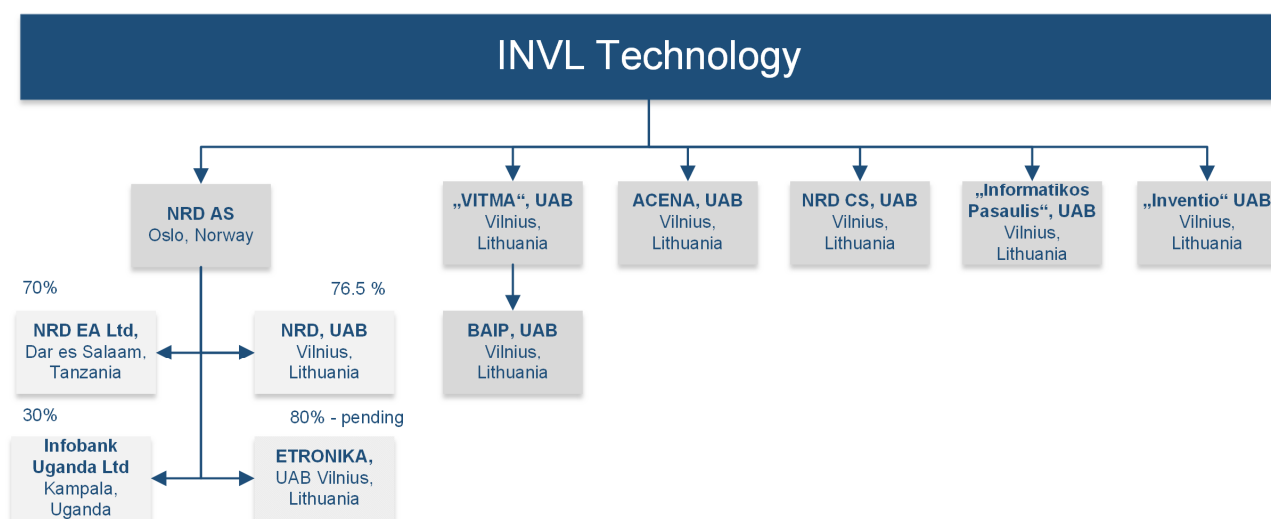 INVL Technology
NRD AS
Oslo, Norway
„VITMA“, UAB
Vilnius,
Lithuania
ACENA, UAB
Vilnius,
Lithuania
NRD CS, UAB
Vilnius,
Lithuania
„Informatikos
Pasaulis“, UAB
Vilnius,
Lithuania
„Inventio“ UAB
Vilnius,
Lithuania
70%
76.5 %
NRD EA Ltd,
Dar es Salaam,
Tanzania
NRD, UAB
Vilnius,
Lithuania
BAIP, UAB
Vilnius,
Lithuania
30%
80% - pending
Infobank
Uganda Ltd
Kampala,
Uganda
ETRONIKA,
UAB Vilnius,
Lithuania